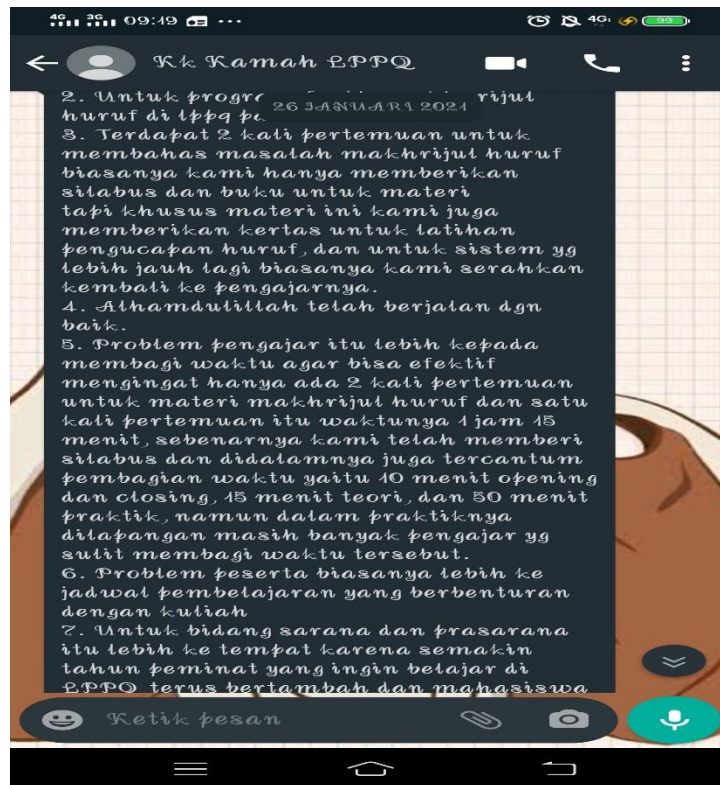 4G 3G 09:49 ...
4G 99
Kk Kamah LPPQ
2. Untuk progr rijul
26 JANUARI 2021
huruf di lppq
3. Terdapat 2 kali pertemuan untuk
membahas masalah makhrijul huruf
biasanya kami hanya memberikan
silabus dan buku untuk materi
tapi khusus materi ini kami juga
memberikan kertas untuk latihan
pengucapan huruf, dan untuk sistem yg
lebih jauh lagi biasanya kami serahkan
kembali ke pengajarnya.
4. Alhamdulillah telah berjalan dgn
baik.
5. Problem pengajar itu lebih kepada
membagi waktu agar bisa efektif
mengingat hanya ada 2 kali pertemuan
untuk materi makhrijul huruf dan satu
kali pertemuan itu waktunya 1 jam 15
menit, sebenarnya kami telah memberi
silabus dan didalamnya juga tercantum
pembagian waktu yaitu 10 menit opening
dan closing, 15 menit teori, dan 50 menit
praktik, namun dalam praktiknya
dilapangan masih banyak pengajar yg
sulit membagi waktu tersebut.
6. Problem peserta biasanya lebih ke
jadwal pembelajaran yang berbenturan
dengan kuliah
7. Untuk bidang sarana dan prasarana
itu lebih ke tempat karena semakin
tahun peminat yang ingin belajar di
LPPQ terus bertambah dan mahasiswa
Ketik pesan